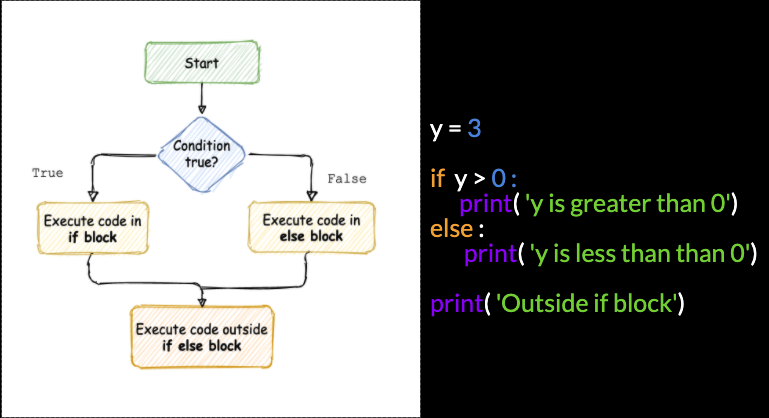 Start
Condition
true?
True
False
Execute code in
if block
Execute code in
else block
Execute code outside
if else block
y = 3
if y > 0 :
print( 'y is greater than 0')
else :
print( 'y is less than than 0')
print( 'Outside if block')